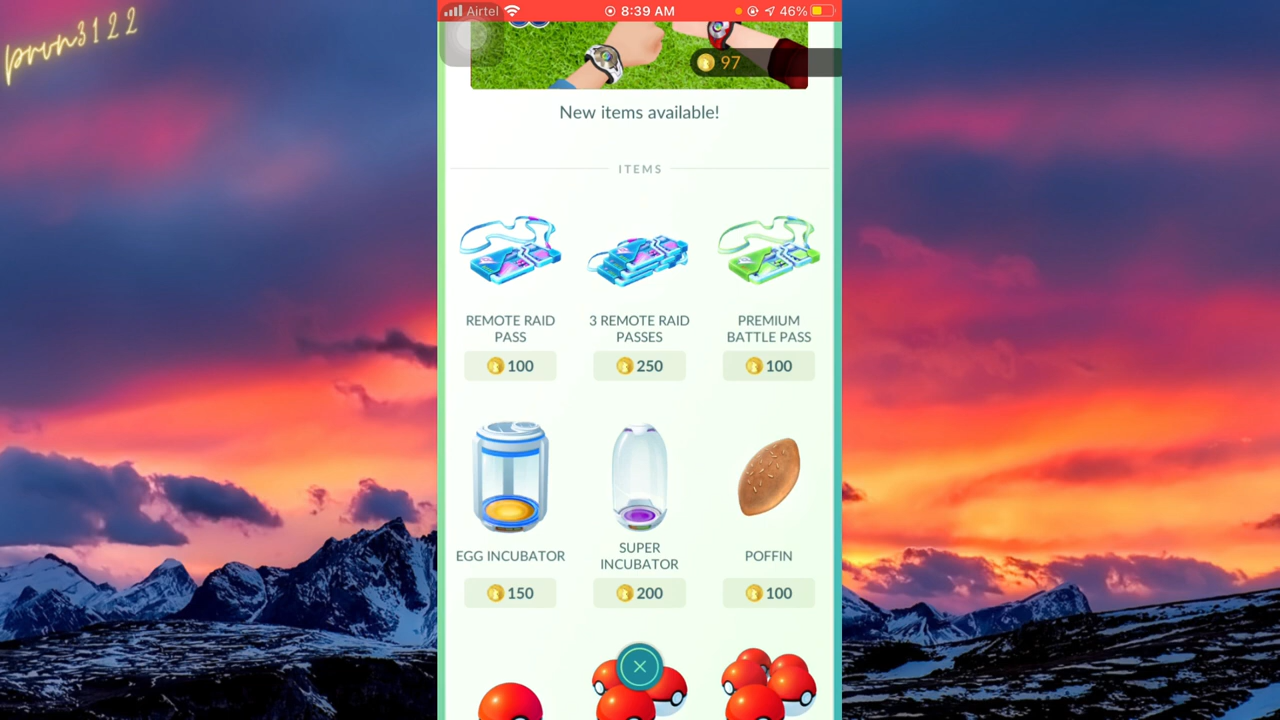 prvn3122
Airtel 8:39 AM 46%
97
New items available!
ITEMS
REMOTE RAID
PASS
100
3 REMOTE RAID
PASSES
250
PREMIUM
BATTLE PASS
100
EGG INCUBATOR
150
SUPER
INCUBATOR
200
POFFIN
100